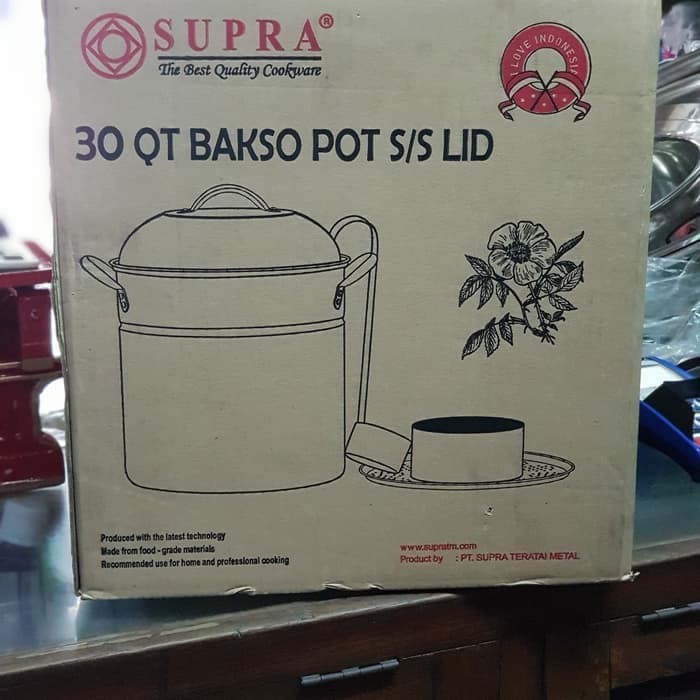 SUPRA®
The Best Quality Cookware
I LOVE INDONESIA
30 QT BAKSO POT S/S LID
Produced with the latest technology
Made from food - grade materials
Recommended use for home and professional cooking
www.supratm.com
Product by : PT. SUPRA TERATAI METAL